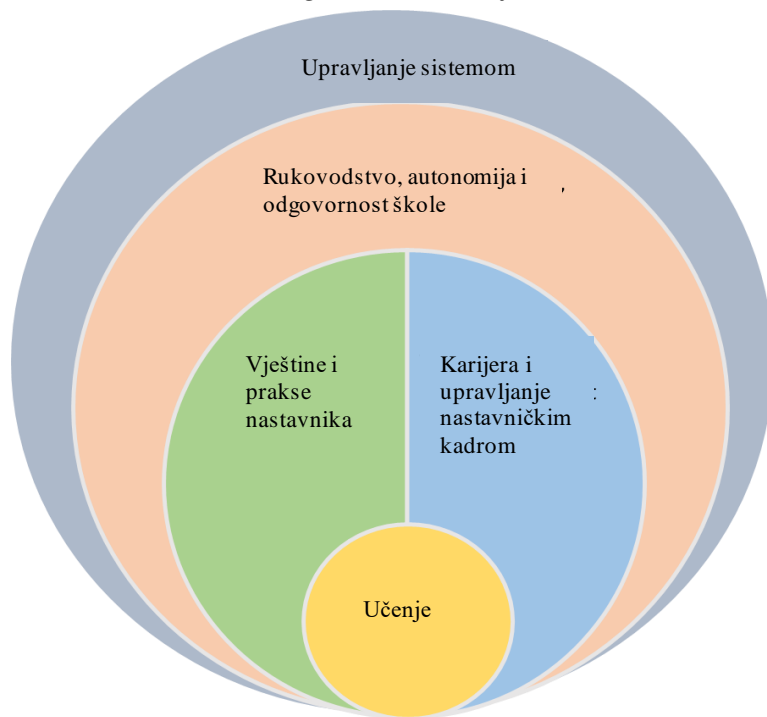 Upravljanje sistemom
Rukovodstvo, autonomija i
odgovornost škole
Vještine i
prakse
nastavnika
Karijera i
upravljanje
nastavničkim
kadrom
Učenje